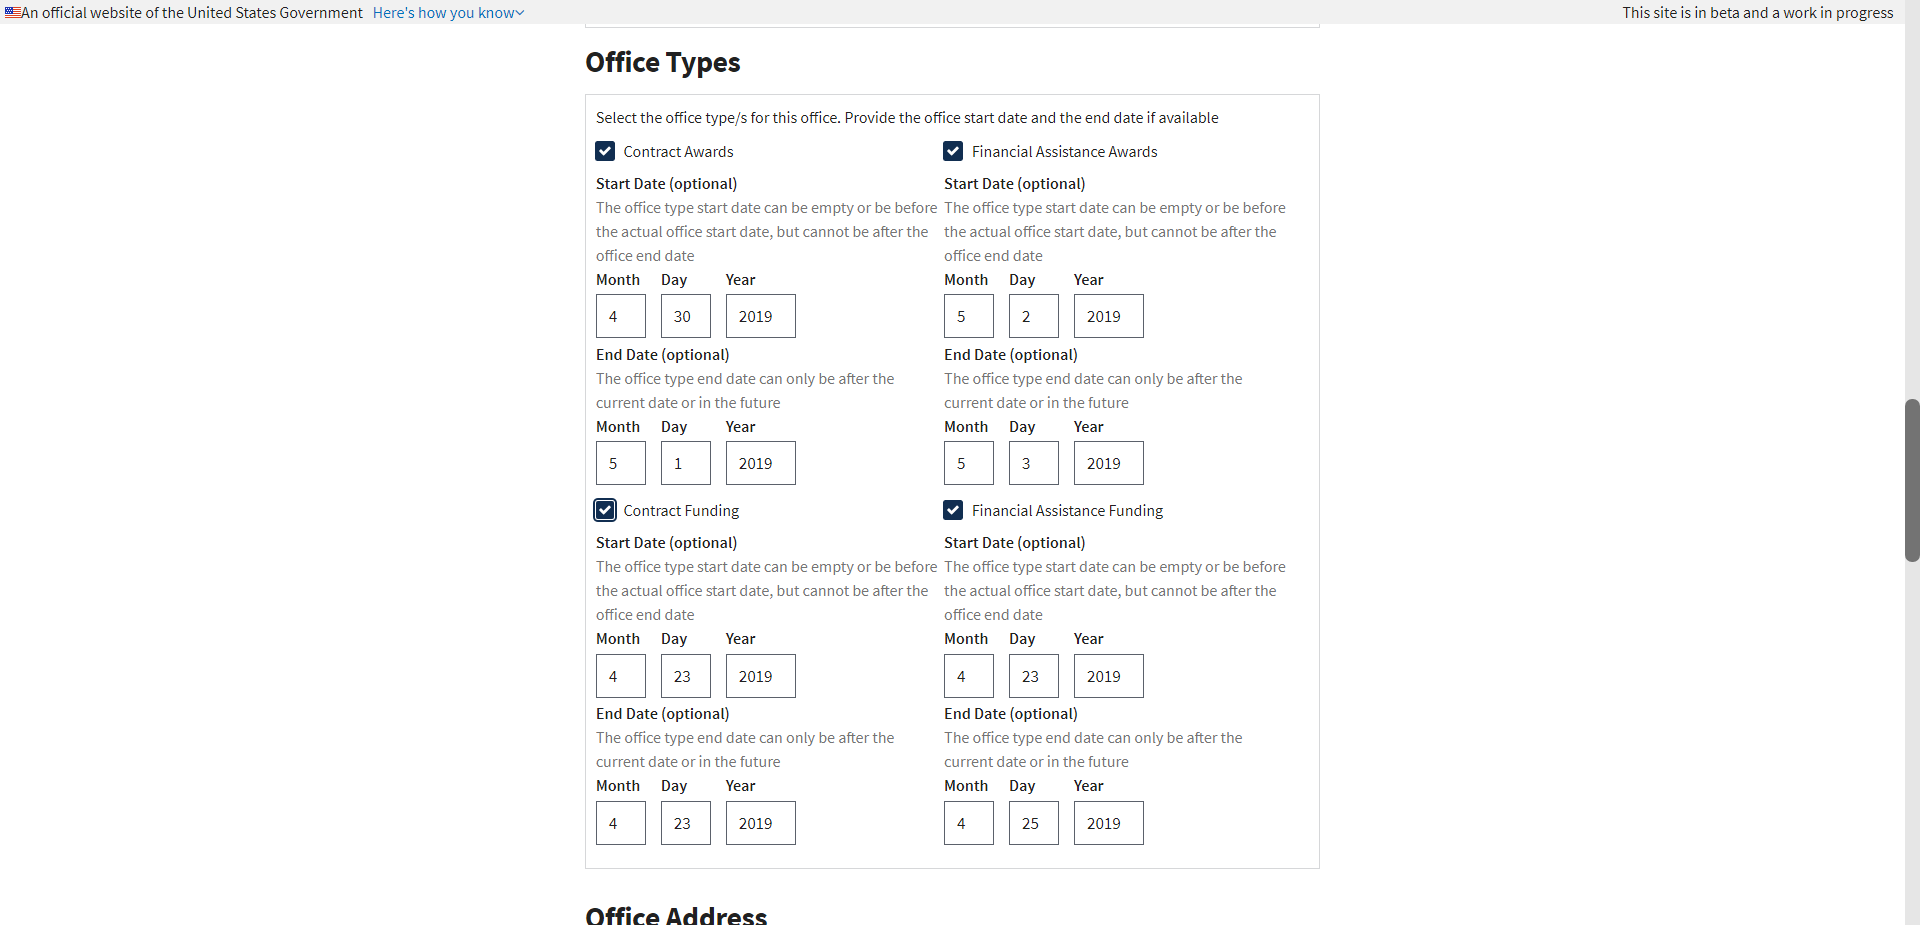 An official website of the United States Government Here's how you know
This site is in beta and a work in progress
Office Types
Select the office type/s for this office. Provide the office start date and the end date if available
Contract Awards
Start Date (optional)
The office type start date can be empty or be before
the actual office start date, but cannot be after the
office end date
Month Day Year
4 30 2019
End Date (optional)
The office type end date can only be after the
current date or in the future
Month Day Year
5 1 2019
Financial Assistance Awards
Start Date (optional)
The office type start date can be empty or be before
the actual office start date, but cannot be after the
office end date
Month Day Year
5 2 2019
End Date (optional)
The office type end date can only be after the
current date or in the future
Month Day Year
5 3 2019
Contract Funding
Start Date (optional)
The office type start date can be empty or be before
the actual office start date, but cannot be after the
office end date
Month Day Year
4 23 2019
End Date (optional)
The office type end date can only be after the
current date or in the future
Month Day Year
4 23 2019
Financial Assistance Funding
Start Date (optional)
The office type start date can be empty or be before
the actual office start date, but cannot be after the
office end date
Month Day Year
4 23 2019
End Date (optional)
The office type end date can only be after the
current date or in the future
Month Day Year
4 25 2019
Office Address